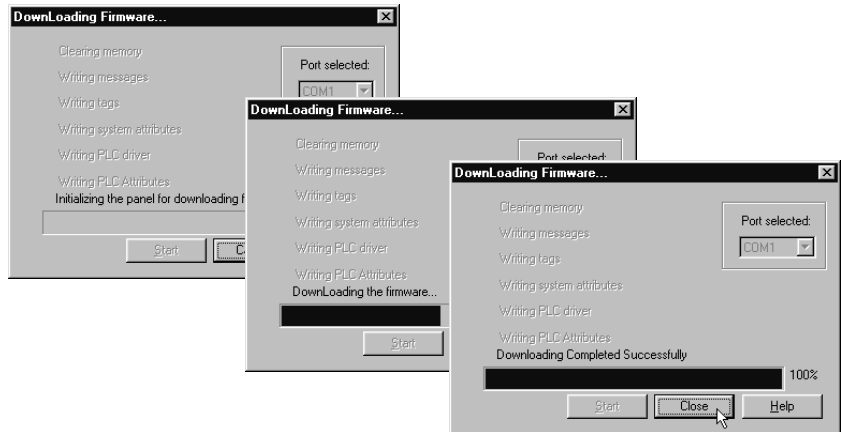 DownLoading Firmware...
Clearing memory
Writing messages
Writing tags
Writing system attributes
Writing PLC driver
Writing PLC Attributes
Initializing the panel for downloading
Port selected:
COM1
Start
DownLoading Firmware...
Clearing memory
Writing messages
Writing tags
Writing system attributes
Writing PLC driver
Writing PLC Attributes
DownLoading the firmware...
Port selected:
Start
DownLoading Firmware...
Clearing memory
Writing messages
Writing tags
Writing system attributes
Writing PLC driver
Writing PLC Attributes
Downloading Completed Successfully
Port selected:
COM1
100%
Start Close Help